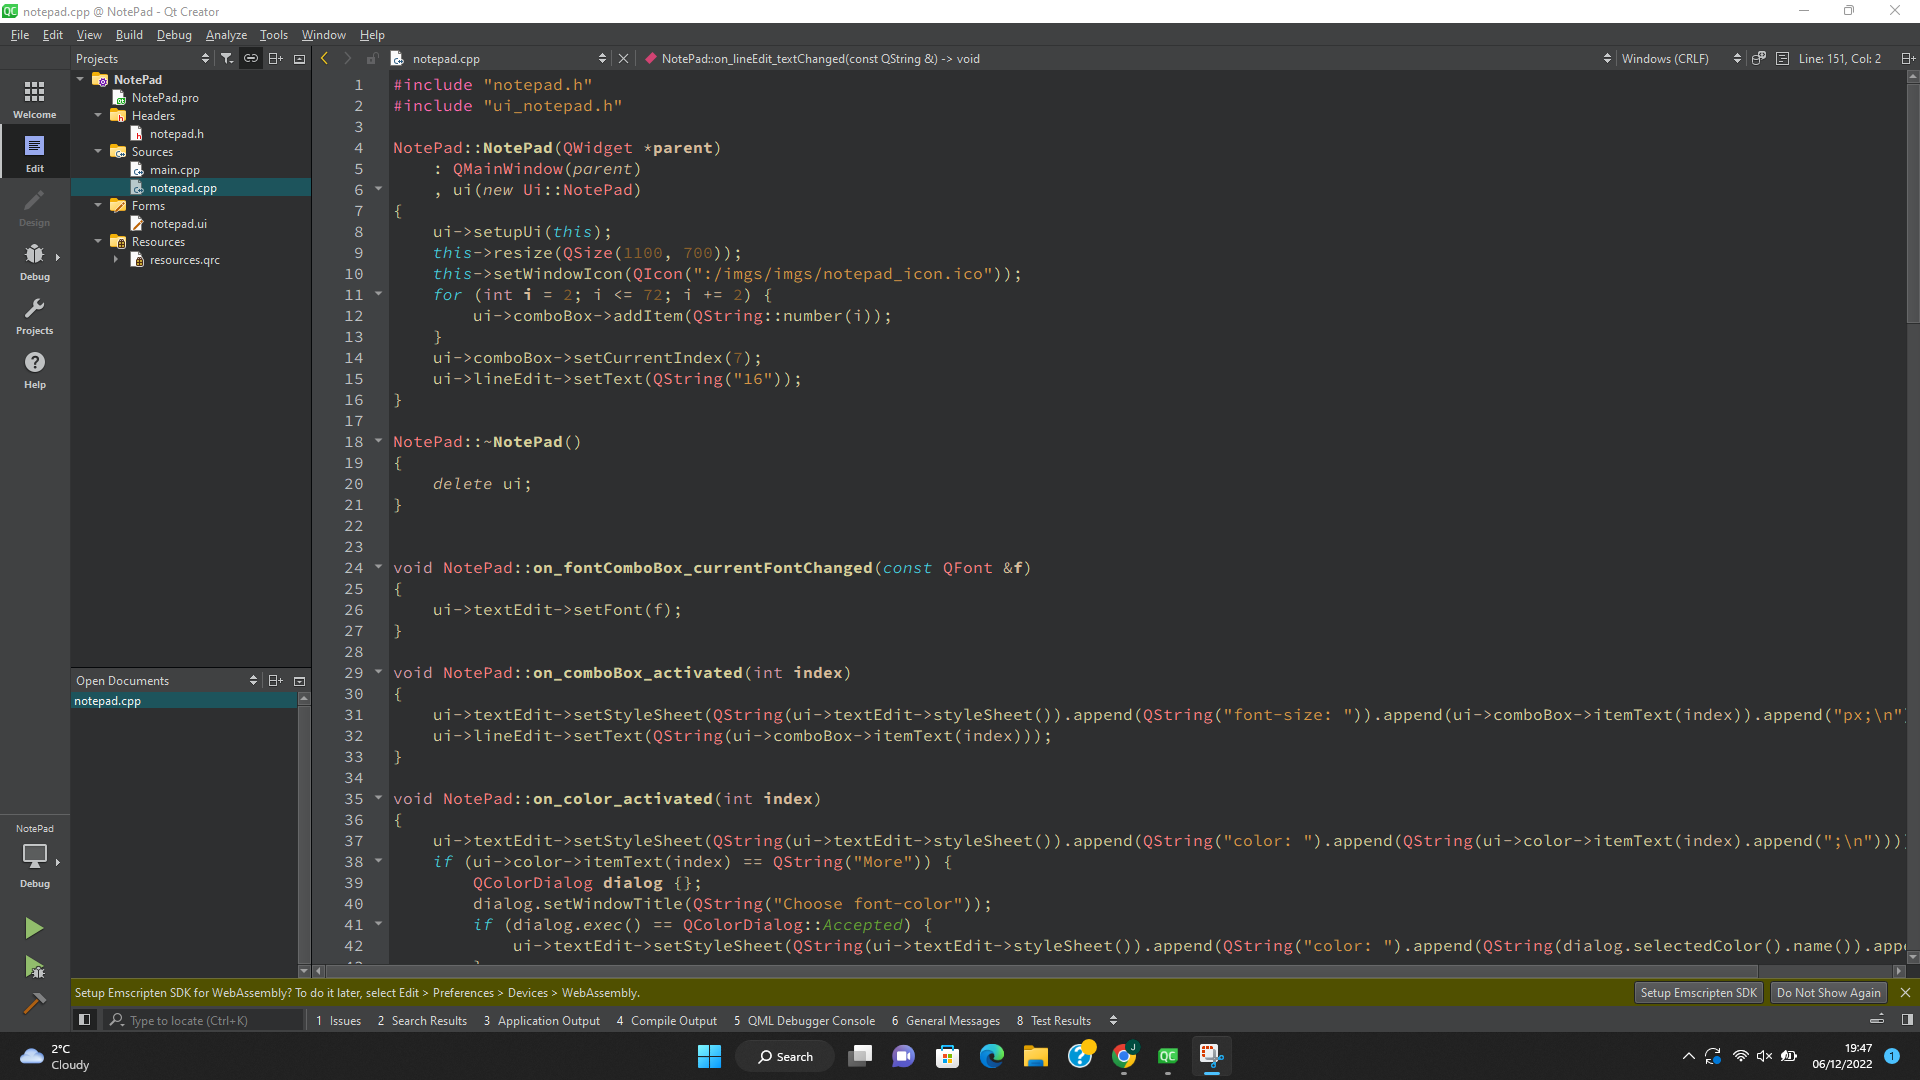 notepad.cpp @ NotePad - Qt Creator
File Edit View Build Debug Analyze Tools Window Help
Projects
notepad.cpp
NotePad::on_lineEdit_textChanged(const QString &) -> void
Windows (CRLF)
Line: 151, Col: 2
Welcome
Edit
Design
Debug
Projects
Help
NotePad
NotePad.pro
Headers
notepad.h
Sources
main.cpp
notepad.cpp
Forms
notepad.ui
Resources
resources.qrc
Open Documents
notepad.cpp
NotePad
Debug
1 #include "notepad.h"
2 #include "ui_notepad.h"
3
4 NotePad::NotePad(QWidget *parent)
5     : QMainWindow(parent)
6     , ui(new Ui::NotePad)
7 {
8     ui->setupUi(this);
9     this->resize(QSize(1100, 700));
10     this->setWindowIcon(QIcon(":/imgs/imgs/notepad_icon.ico"));
11     for (int i = 2; i <= 72; i += 2) {
12         ui->comboBox->addItem(QString::number(i));
13     }
14     ui->comboBox->setCurrentIndex(7);
15     ui->lineEdit->setText(QString("16"));
16 }
17
18 NotePad::~NotePad()
19 {
20     delete ui;
21 }
22
23
24 void NotePad::on_fontComboBox_currentFontChanged(const QFont &f)
25 {
26     ui->textEdit->setFont(f);
27 }
28
29 void NotePad::on_comboBox_activated(int index)
30 {
31     ui->textEdit->setStyleSheet(QString(ui->textEdit->styleSheet()).append(QString("font-size: ")).append(ui->comboBox->itemText(index)).append("px;\n")
32     ui->lineEdit->setText(QString(ui->comboBox->itemText(index)));
33 }
34
35 void NotePad::on_color_activated(int index)
36 {
37     ui->textEdit->setStyleSheet(QString(ui->textEdit->styleSheet()).append(QString("color: ").append(QString(ui->color->itemText(index).append(";\n")))
38     if (ui->color->itemText(index) == QString("More")) {
39         QColorDialog dialog {};
40         dialog.setWindowTitle(QString("Choose font-color"));
41         if (dialog.exec() == QColorDialog::Accepted) {
42             ui->textEdit->setStyleSheet(QString(ui->textEdit->styleSheet()).append(QString("color: ").append(QString(dialog.selectedColor().name()).appe
Setup Emscripten SDK for WebAssembly? To do it later, select Edit > Preferences > Devices > WebAssembly.
Setup Emscripten SDK
Do Not Show Again
Type to locate (Ctrl+K)
1 Issues 2 Search Results 3 Application Output 4 Compile Output 5 QML Debugger Console 6 General Messages 8 Test Results
2°C
Cloudy
Search
J
QC
19:47
06/12/2022
1